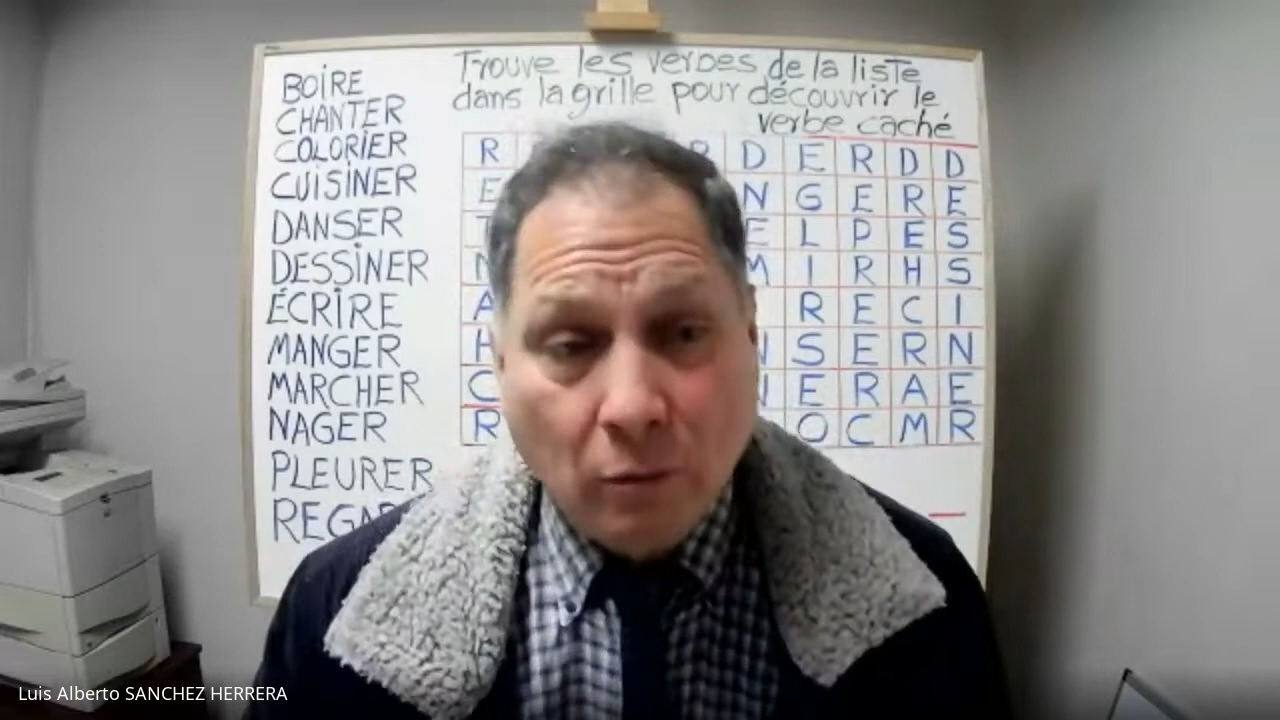 BOIRE
CHANTER
COLORIER
CUISINER
DANSER
DESSINER
ÉCRIRE
MANGER
MARCHER
NAGER
PLEURER
Trouve les verbes de la liste
dans la grille pour découvrir le
verbe caché
R D E R D D
E N G E R E
E L P E S
M I R H S
A R E C I
H S E R N
C E R A E
R O C M R
Luis Alberto SANCHEZ HERRERA